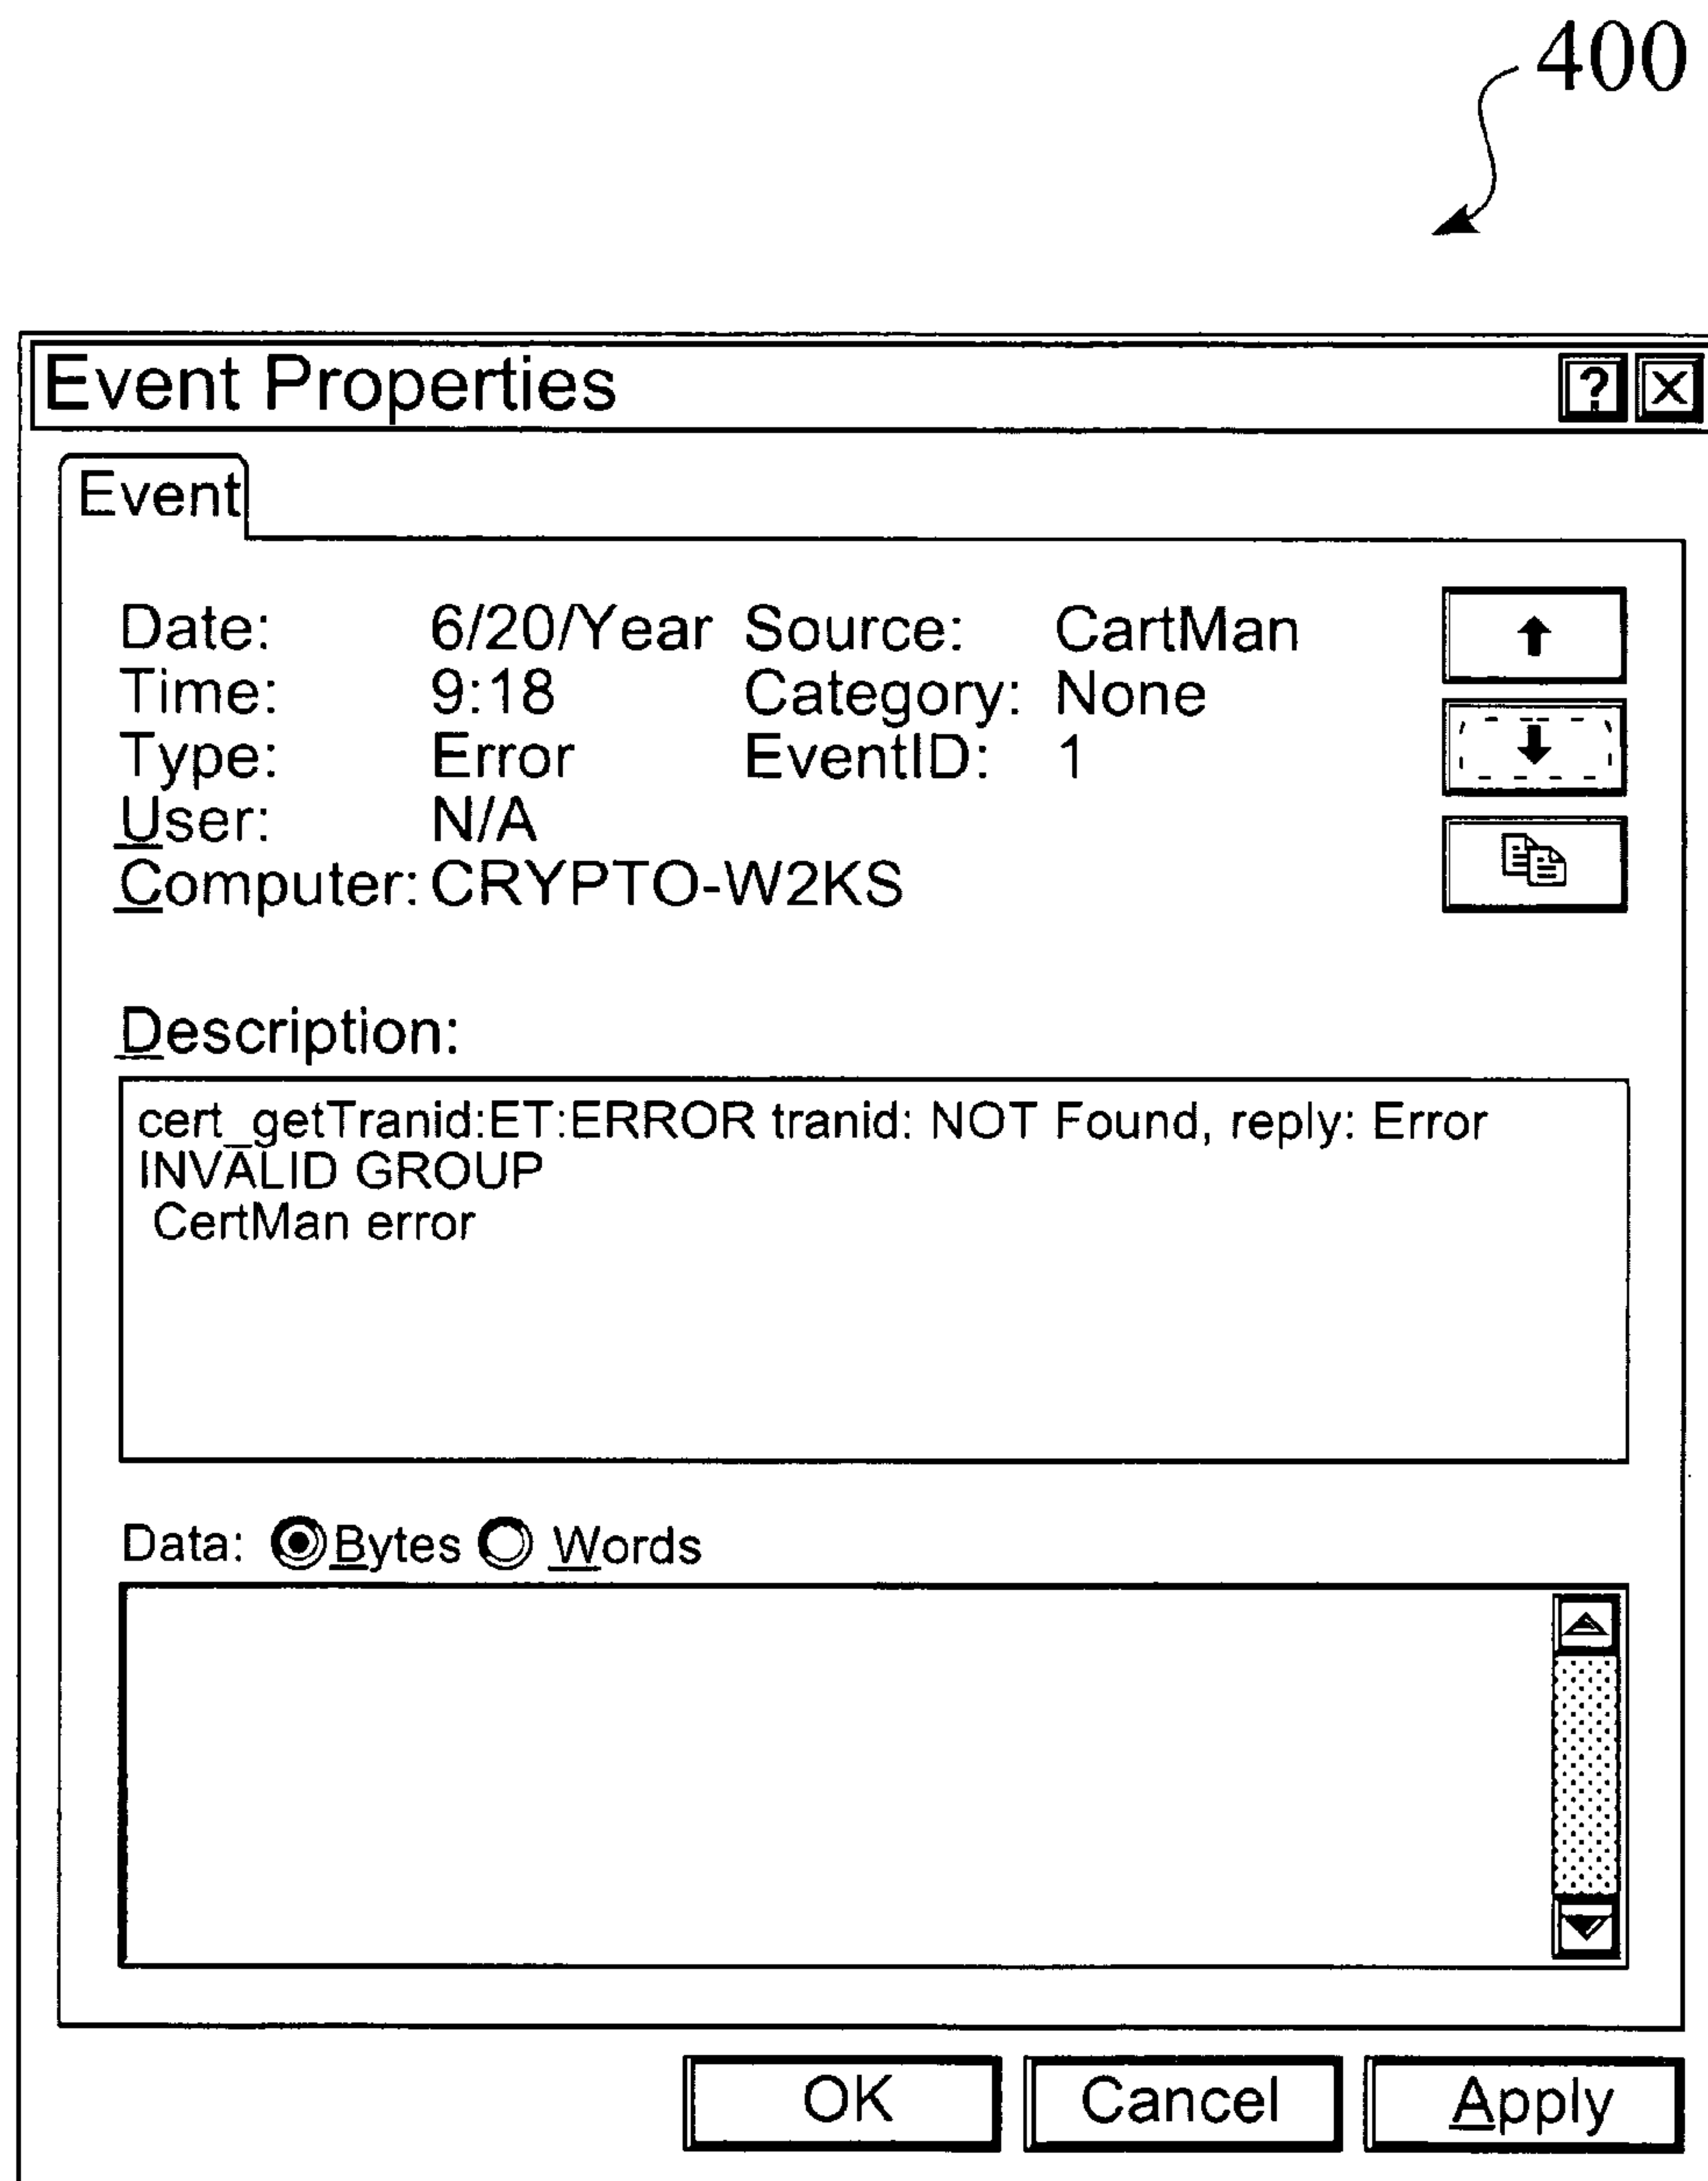 400
Event Properties ? X
Event
Date: 6/20/Year Source: CartMan
Time: 9:18 Category: None
Type: Error EventID: 1
User: N/A
Computer: CRYPTO-W2KS
Description:
cert_getTranid:ET:ERROR tranid: NOT Found, reply: Error
INVALID GROUP
CertMan error
Data: Bytes Words
OK Cancel Apply